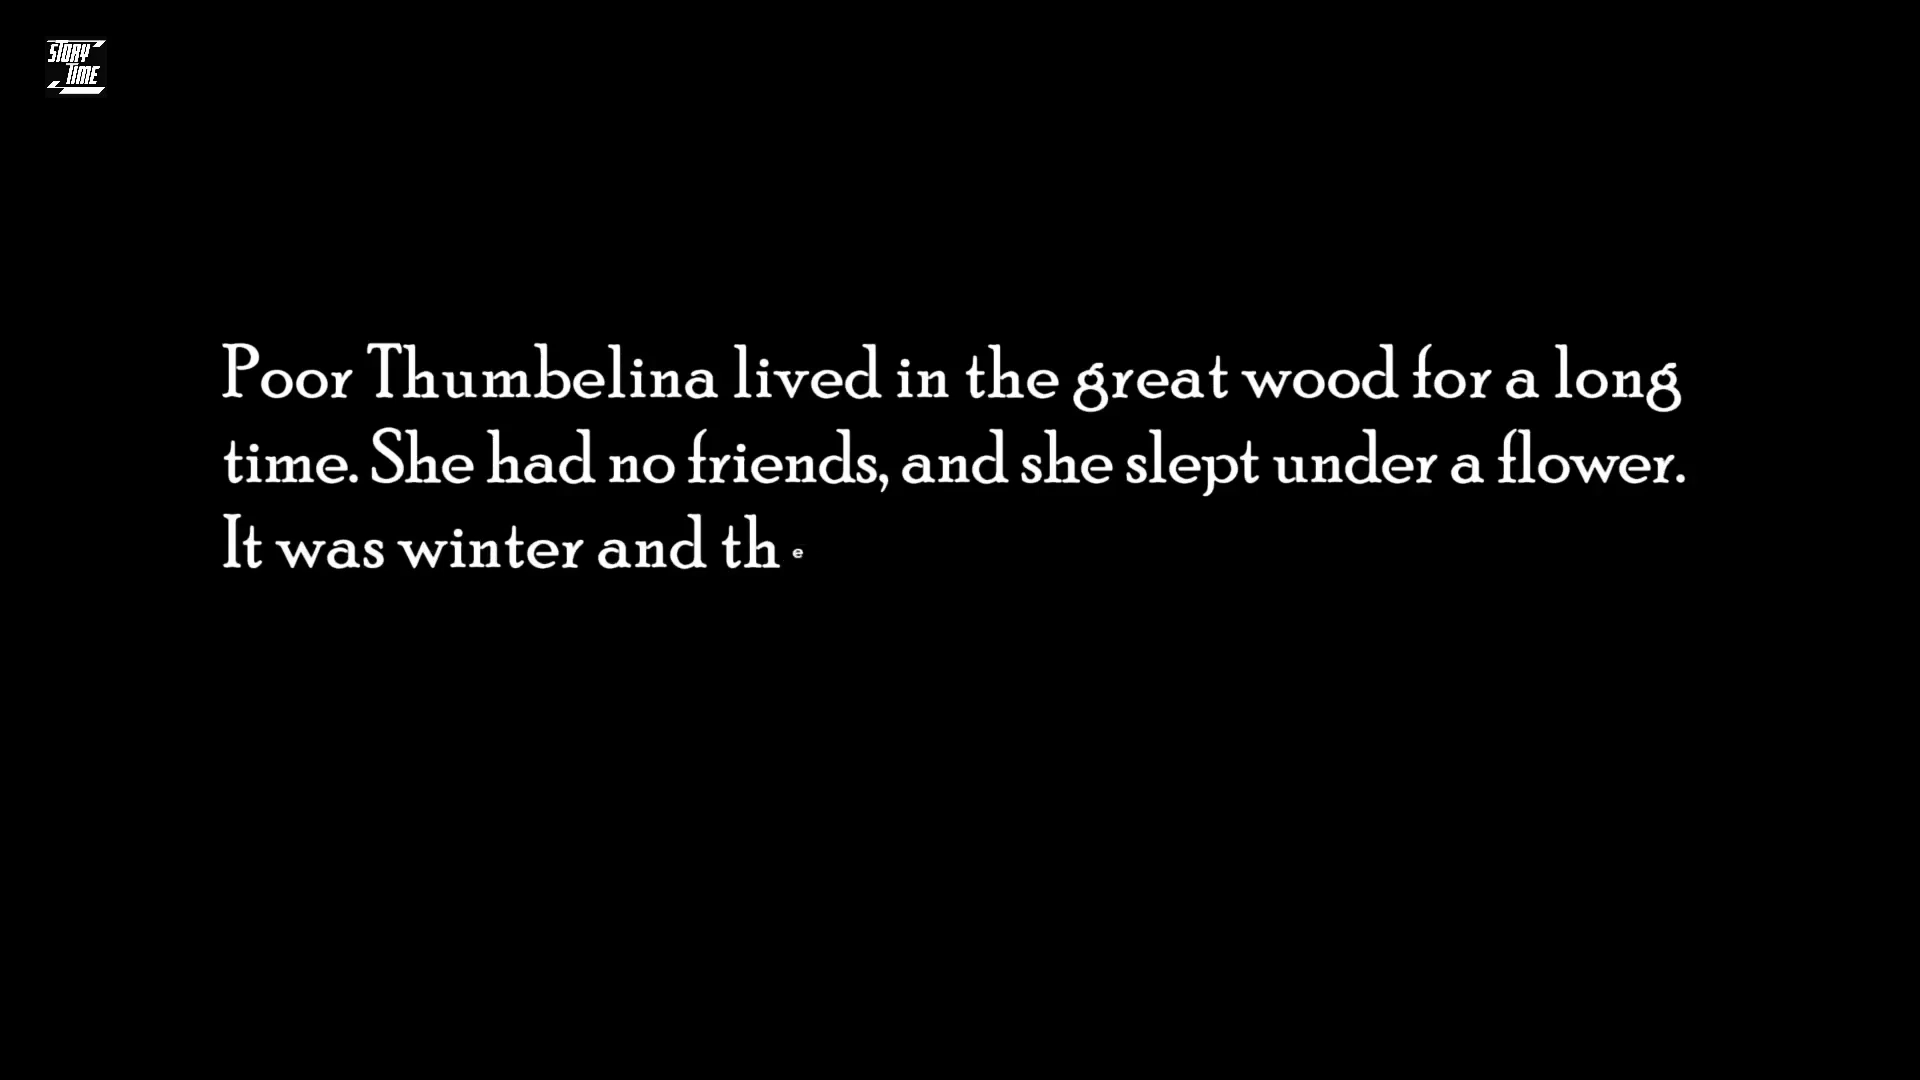 STORY
TIME
Poor Thumbelina lived in the great wood for a long
time. She had no friends, and she slept under a flower.
It was winter and the